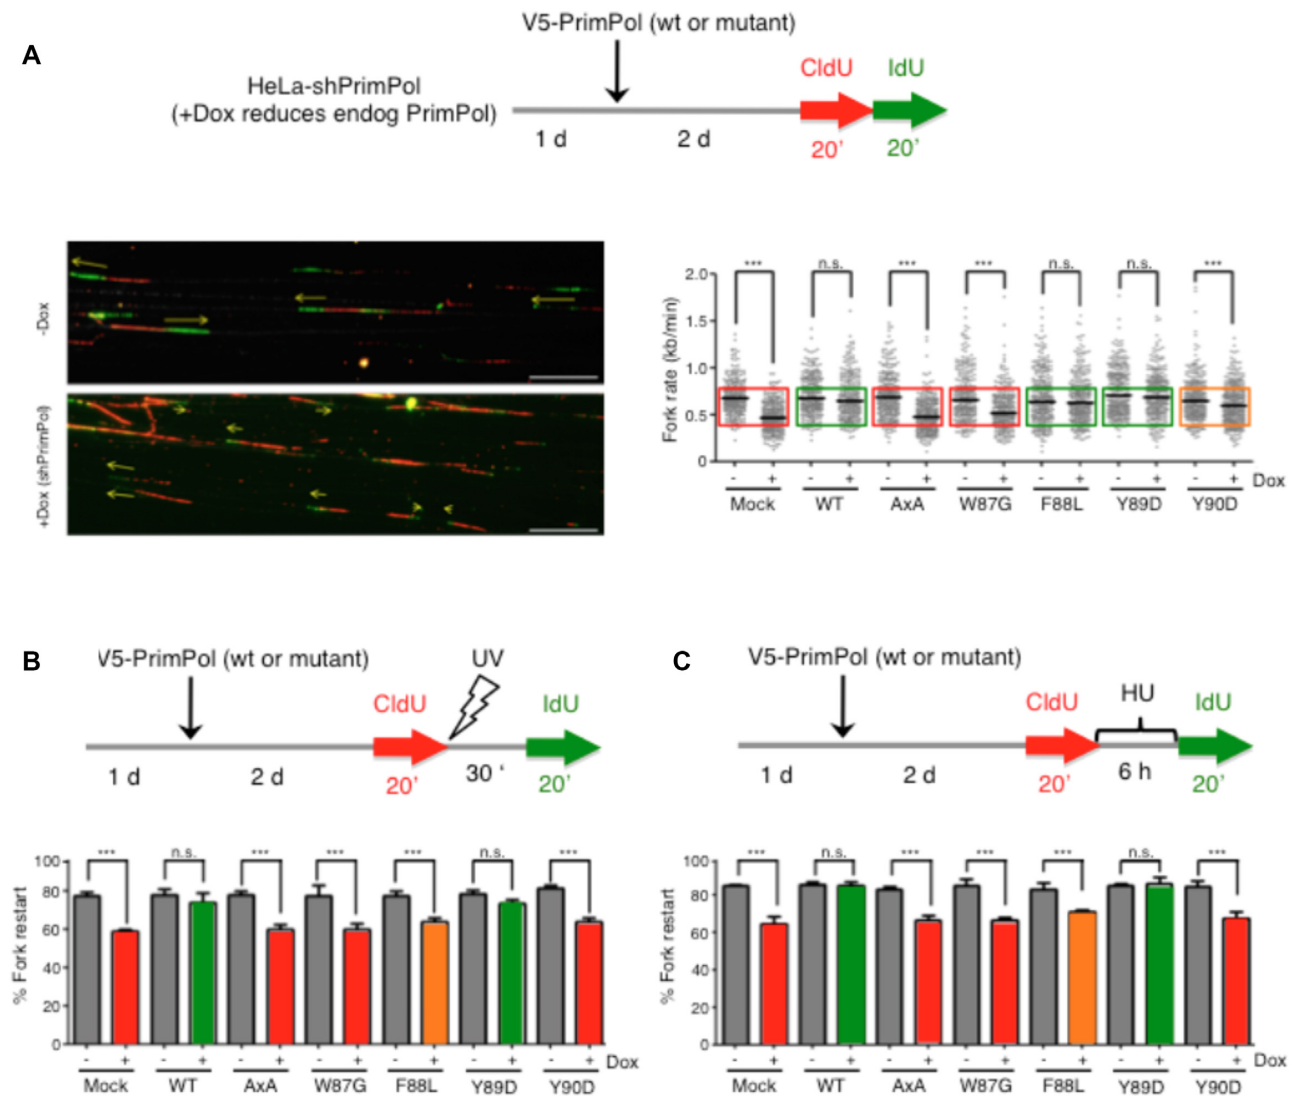 A
V5-PrimPol (wt or mutant)
HeLa-shPrimPol
(+Dox reduces endog PrimPol)
CldU
IdU
1 d
2 d
20'
20'
-Dox
+Dox (shPrimPol)
Fork rate (kb/min)
2.0
1.5
1.0
0.5
0
*** n.s. *** *** n.s. n.s. ***
- + - + - + - + - + - + - + Dox
Mock WT AxA W87G F88L Y89D Y90D
B
V5-PrimPol (wt or mutant)
UV
CldU
IdU
1 d
2 d
20'
30 ‘
20'
% Fork restart
100
80
60
40
20
0
*** n.s. *** *** *** n.s. ***
- + - + - + - + - + - + - + Dox
Mock WT AxA W87G F88L Y89D Y90D
C
V5-PrimPol (wt or mutant)
HU
CldU
IdU
1 d
2 d
20'
6 h
20'
% Fork restart
100
80
60
40
20
0
*** n.s. *** *** *** n.s. ***
- + - + - + - + - + - + - + Dox
Mock WT AxA W87G F88L Y89D Y90D